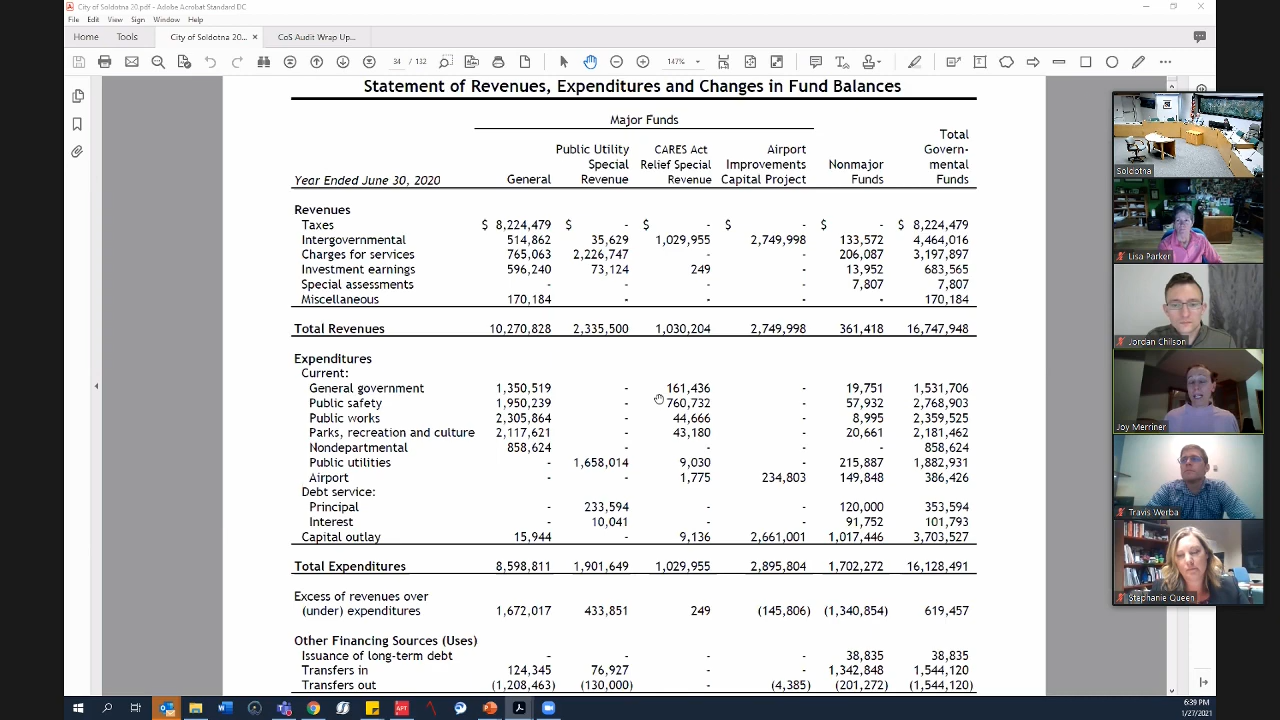 City of Soldotna 20.pdf - Adobe Acrobat Standard DC
File Edit View Sign Window Help
Home Tools City of Soldotna 20... × CoS Audit Wrap Up...
34 / 132 147%
Statement of Revenues, Expenditures and Changes in Fund Balances
Major Funds
Total
Public Utility CARES Act Airport Govern-
Special Relief Special Improvements Nonmajor mental
Year Ended June 30, 2020 General Revenue Revenue Capital Project Funds Funds
Revenues
Taxes $ 8,224,479 $ - $ - $ - $ - $ 8,224,479
Intergovernmental 514,862 35,629 1,029,955 2,749,998 133,572 4,464,016
Charges for services 765,063 2,226,747 - - 206,087 3,197,897
Investment earnings 596,240 73,124 249 - 13,952 683,565
Special assessments - - - - 7,807 7,807
Miscellaneous 170,184 - - - - 170,184
Total Revenues 10,270,828 2,335,500 1,030,204 2,749,998 361,418 16,747,948
Expenditures
Current:
General government 1,350,519 - 161,436 - 19,751 1,531,706
Public safety 1,950,239 - 760,732 - 57,932 2,768,903
Public works 2,305,864 - 44,666 - 8,995 2,359,525
Parks, recreation and culture 2,117,621 - 43,180 - 20,661 2,181,462
Nondepartmental 858,624 - - - - 858,624
Public utilities - 1,658,014 9,030 - 215,887 1,882,931
Airport - - 1,775 234,803 149,848 386,426
Debt service:
Principal - 233,594 - - 120,000 353,594
Interest - 10,041 - - 91,752 101,793
Capital outlay 15,944 - 9,136 2,661,001 1,017,446 3,703,527
Total Expenditures 8,598,811 1,901,649 1,029,955 2,895,804 1,702,272 16,128,491
Excess of revenues over
(under) expenditures 1,672,017 433,851 249 (145,806) (1,340,854) 619,457
Other Financing Sources (Uses)
Issuance of long-term debt - - - - 38,835 38,835
Transfers in 124,345 76,927 - - 1,342,848 1,544,120
Transfers out (1,208,463) (130,000) - (4,385) (201,272) (1,544,120)
Soldotna
Lisa Parker
Jordan Chilson
Joy Merriner
Travis Werba
Stephanie Queen
6:39 PM
1/27/2021